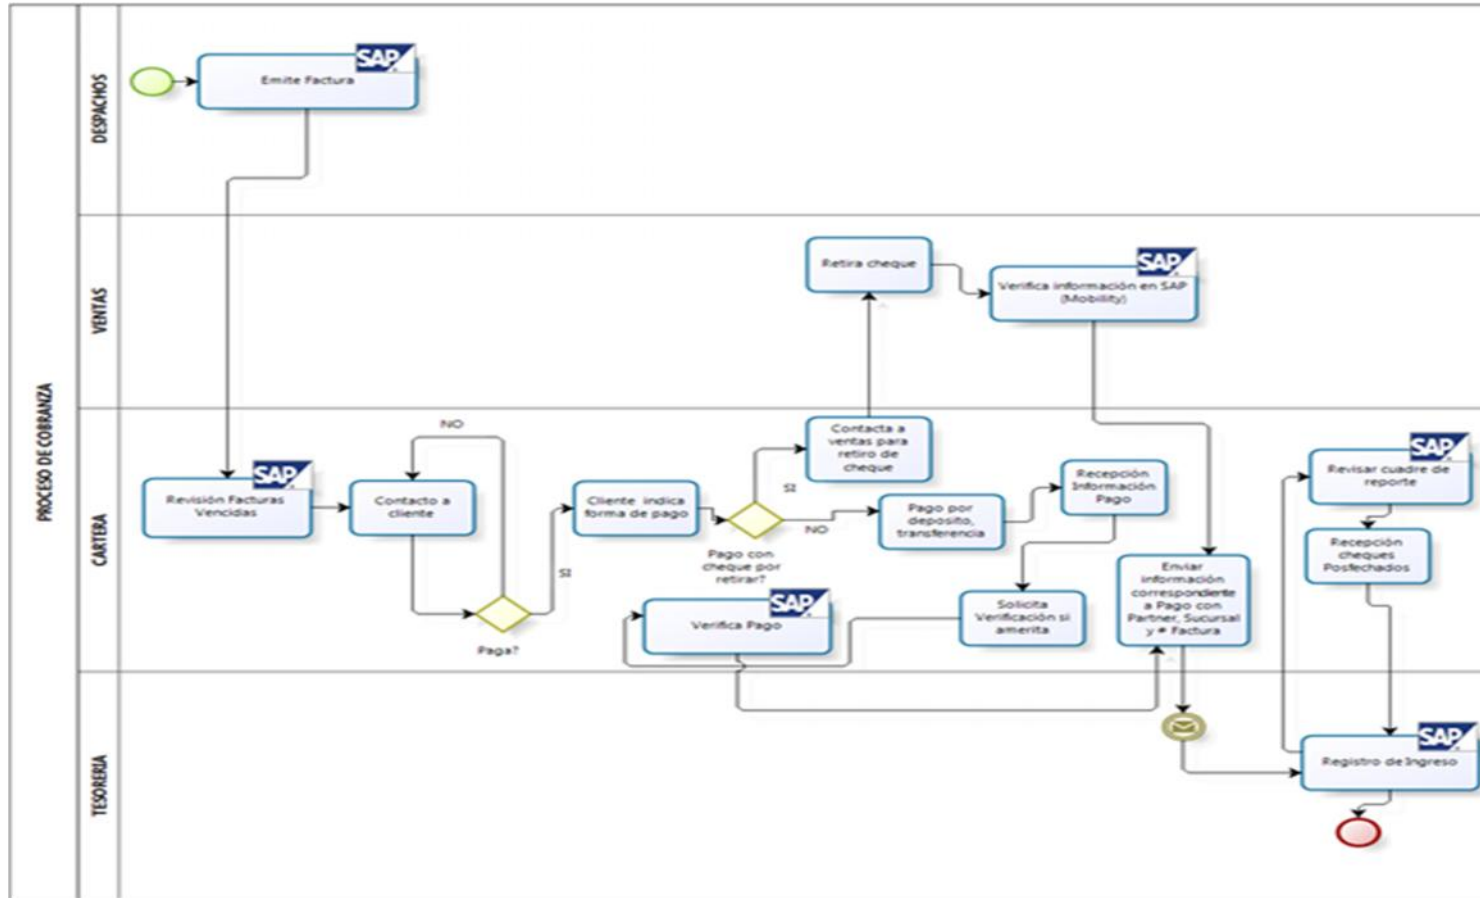 PROCESO DE COBRANZA
DESPACHOS
SAP
Emite Factura
VENTAS
Retira cheque
SAP
Verifica información en SAP
(Mobility)
CARTERA
SAP
Revisión Facturas
Vencidas
NO
Contacto a
cliente
Paga?
SI
Cliente indica
forma de pago
Pago con
cheque por
retirar?
SI
Contacta a
ventas para
retiro de
cheque
NO
Pago por
deposito,
transferencia
Recepción
Información
Pago
Solicita
Verificación si
amerita
SAP
Verifica Pago
Enviar
información
correspondiente
a Pago con
Partner, Sucursal
y # Factura
SAP
Revisar cuadre de
reporte
Recepción
cheques
Posfechados
TESORERIA
SAP
Registro de Ingreso